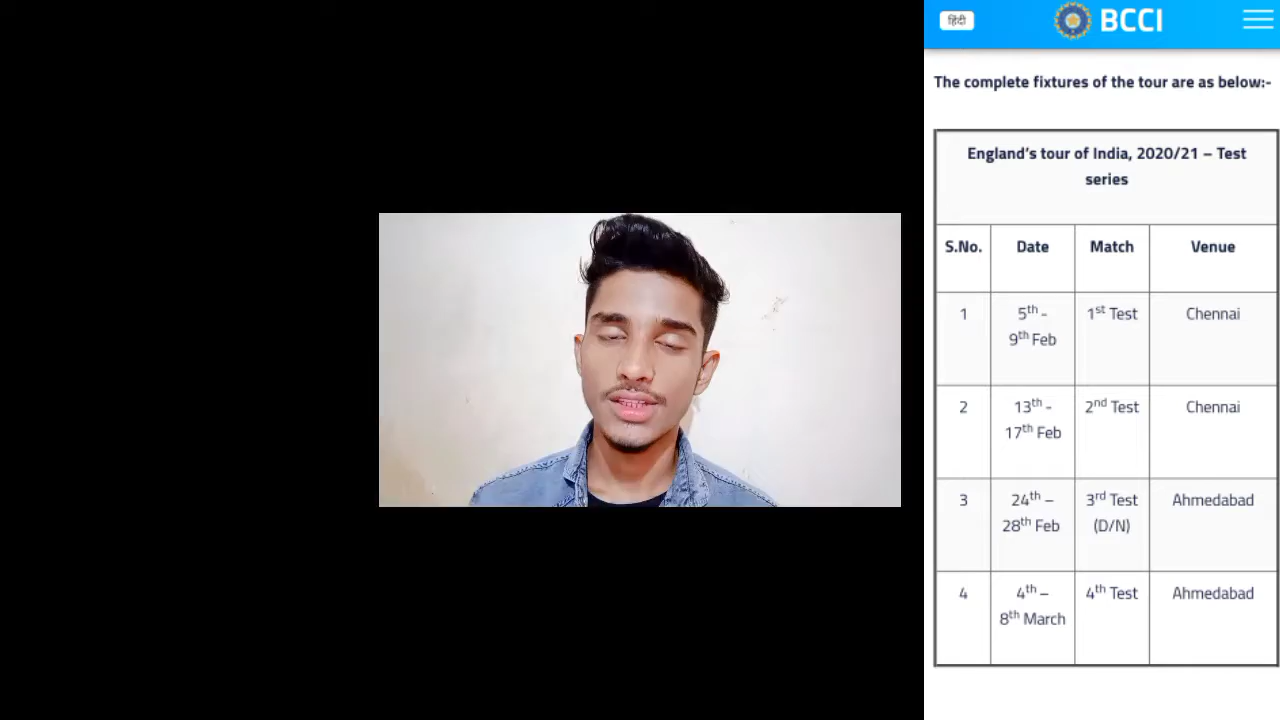 हिंदी
BCCI
The complete fixtures of the tour are as below:-
England's tour of India, 2020/21 – Test
series
S.No. Date Match Venue
1 5th - 1st Test Chennai
9th Feb
2 13th - 2nd Test Chennai
17th Feb
3 24th – 3rd Test Ahmedabad
28th Feb (D/N)
4 4th – 4th Test Ahmedabad
8th March